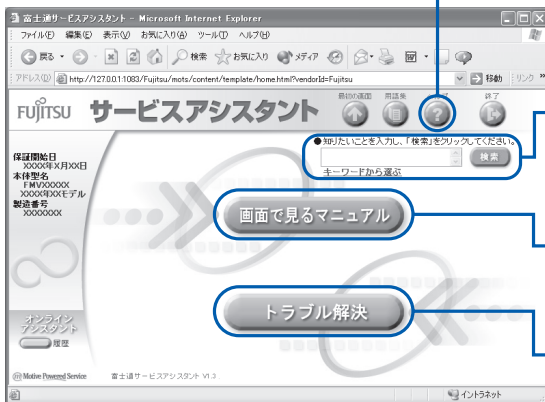 富士通サービスアシスタント - Microsoft Internet Explorer
ファイル(F) 編集(E) 表示(V) お気に入り(A) ツール(T) ヘルプ(H)
戻る 検索 お気に入り メディア
アドレス(D) http://127.0.0.1:1083/Fujitsu/mots/content/template/home.html?vendorId=Fujitsu 移動 リンク »
最初の画面 用語集 終了
FUJITSU サービスアシスタント
●知りたいことを入力し、「検索」をクリックしてください。
検索
キーワードから選ぶ
保証開始日
XXXX年X月XX日
本体型名
FMVXXXXX
XXXX年XXモデル
製造番号
XXXXXXX
画面で見るマニュアル
トラブル解決
オンライン
アシスタント
履歴
Motive Powered Service 富士通サービスアシスタント V1.3
イントラネット